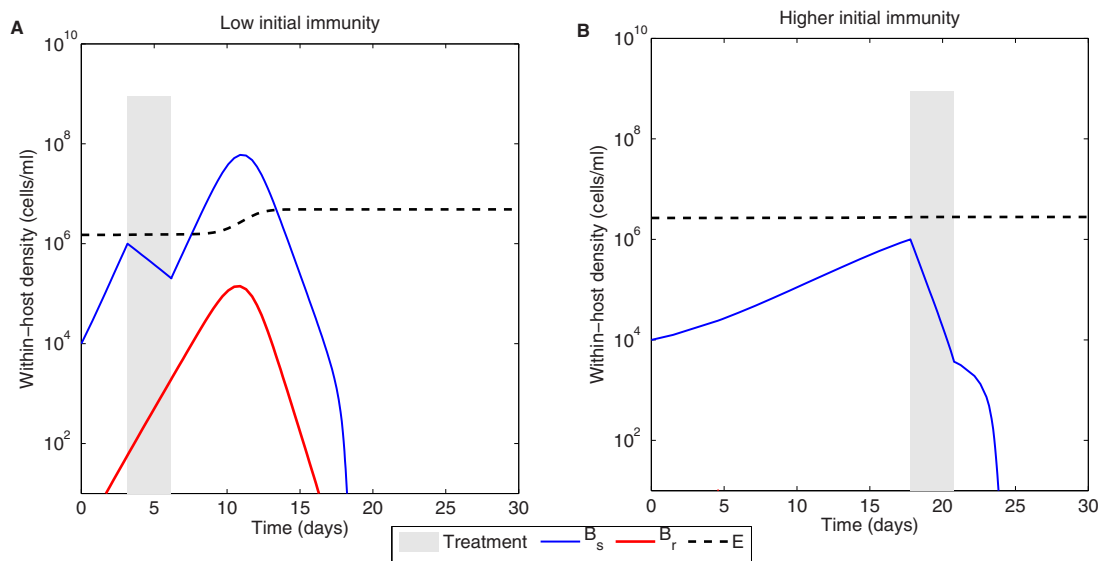 A
Low initial immunity
Within−host density (cells/ml)
10^10
10^8
10^6
10^4
10^2
0 5 10 15 20 25 30
Time (days)
B
Higher initial immunity
Within−host density (cells/ml)
10^10
10^8
10^6
10^4
10^2
0 5 10 15 20 25 30
Time (days)
Treatment B_s B_r E